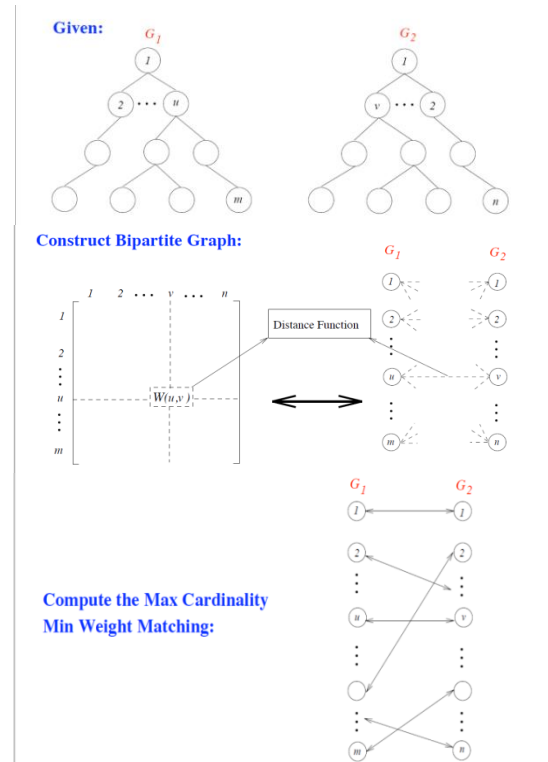 Given:
G1 G2
1 1
2 ... u v ... 2
m n
Construct Bipartite Graph:
G1 G2
1 2 ... v ... n
1 1
1
Distance Function
2 2
2
u v
u
W(u,v)
m n
m
G1 G2
1 1
2 2
Compute the Max Cardinality
Min Weight Matching:
u v
m n